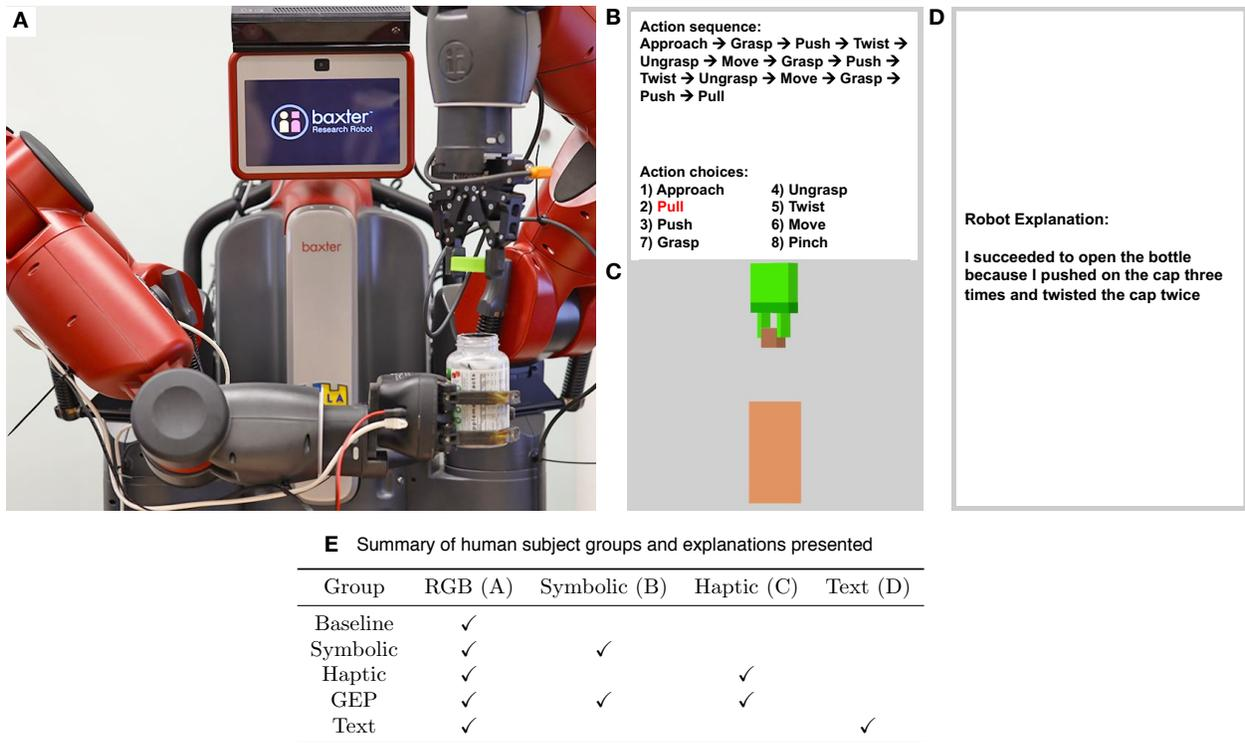 A
baxter
Research Robot
baxter
LA
B
Action sequence:
Approach → Grasp → Push → Twist →
Ungrasp → Move → Grasp → Push →
Twist → Ungrasp → Move → Grasp →
Push → Pull
Action choices:
1) Approach 4) Ungrasp
2) Pull 5) Twist
3) Push 6) Move
7) Grasp 8) Pinch
C
D
Robot Explanation:
I succeeded to open the bottle
because I pushed on the cap three
times and twisted the cap twice
E Summary of human subject groups and explanations presented
Group RGB (A) Symbolic (B) Haptic (C) Text (D)
Baseline ✓
Symbolic ✓ ✓
Haptic ✓ ✓
GEP ✓ ✓ ✓
Text ✓ ✓